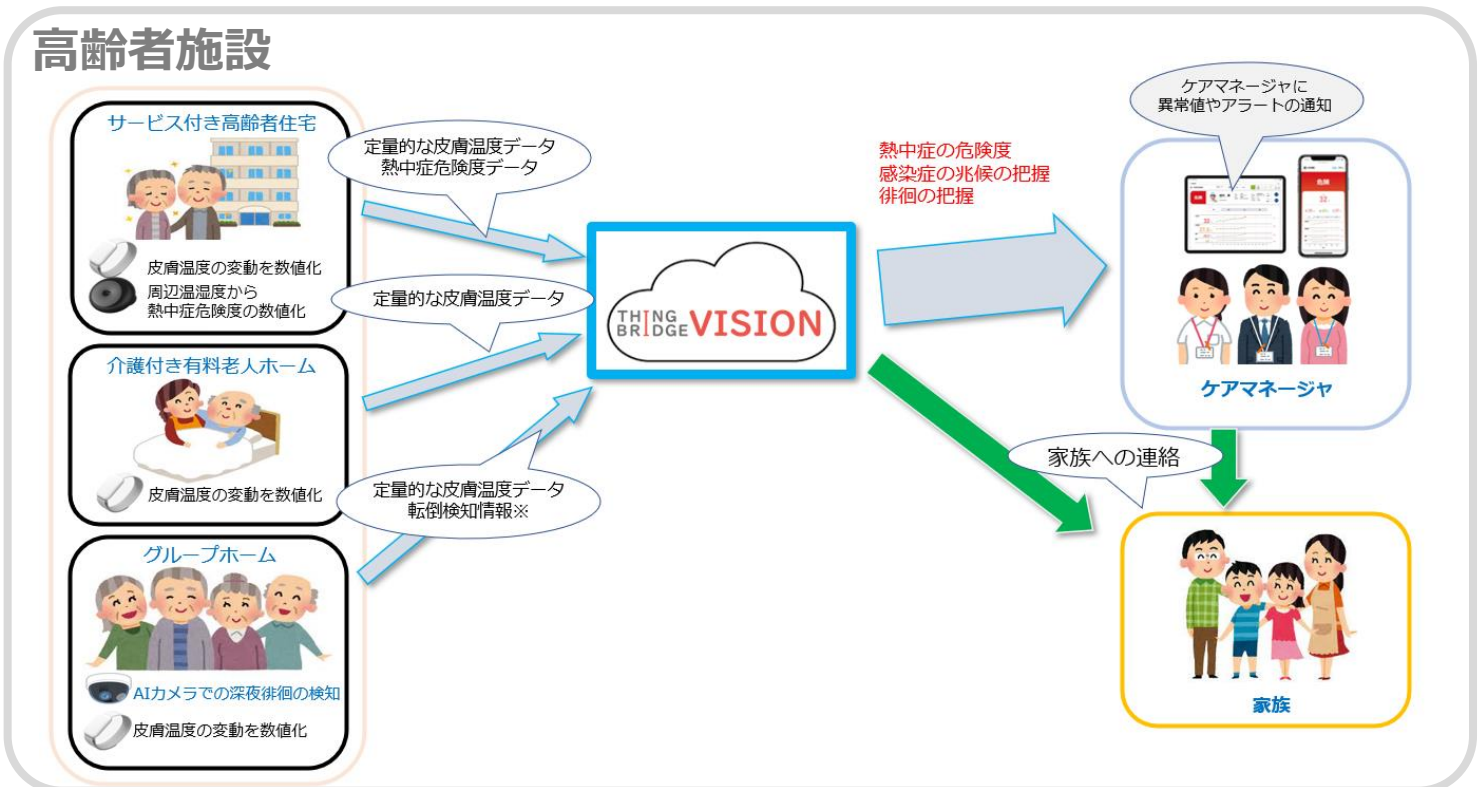 高齢者施設
サービス付き高齢者住宅
皮膚温度の変動を数値化
周辺温湿度から
熱中症危険度の数値化
介護付き有料老人ホーム
皮膚温度の変動を数値化
グループホーム
AIカメラでの深夜徘徊の検知
皮膚温度の変動を数値化
定量的な皮膚温度データ
熱中症危険度データ
定量的な皮膚温度データ
定量的な皮膚温度データ
転倒検知情報※
THING
BRIDGE VISION
熱中症の危険度
感染症の兆候の把握
徘徊の把握
ケアマネージャに
異常値やアラートの通知
危険
ケアマネージャ
家族への連絡
家族